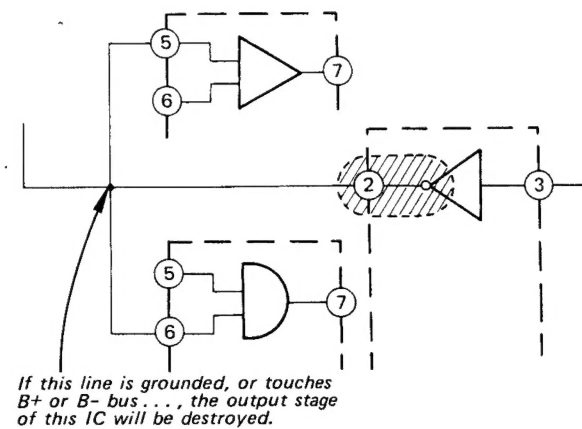 5
7
6
2
3
5
7
6
If this line is grounded, or touches
B+ or B- bus...., the output stage
of this IC will be destroyed.